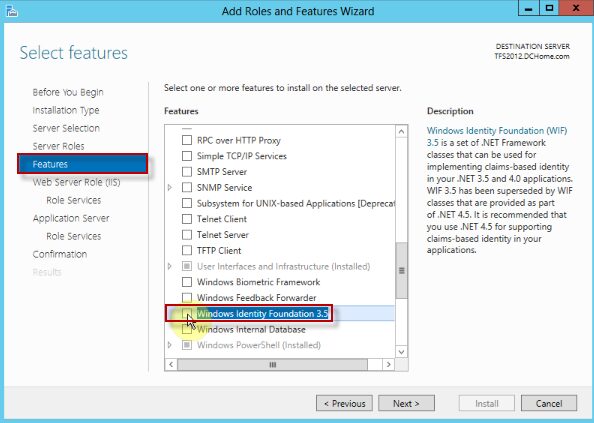 Add Roles and Features Wizard
Select features
DESTINATION SERVER
TFS2012.DCHome.com
Before You Begin
Installation Type
Server Selection
Server Roles
Features
Web Server Role (IIS)
Role Services
Application Server
Role Services
Confirmation
Results
Select one or more features to install on the selected server.
Features
RPC over HTTP Proxy
Simple TCP/IP Services
SMTP Server
SNMP Service
Subsystem for UNIX-based Applications [Deprecat
Telnet Client
Telnet Server
TFTP Client
User Interfaces and Infrastructure (Installed)
Windows Biometric Framework
Windows Feedback Forwarder
Windows Identity Foundation 3.5
Windows Internal Database
Windows PowerShell (Installed)
Description
Windows Identity Foundation (WIF)
3.5 is a set of .NET Framework
classes that can be used for
implementing claims-based identity
in your .NET 3.5 and 4.0 applications.
WIF 3.5 has been superseded by WIF
classes that are provided as part
of .NET 4.5. It is recommended that
you use .NET 4.5 for supporting
claims-based identity in your
applications.
< Previous
Next >
Install
Cancel